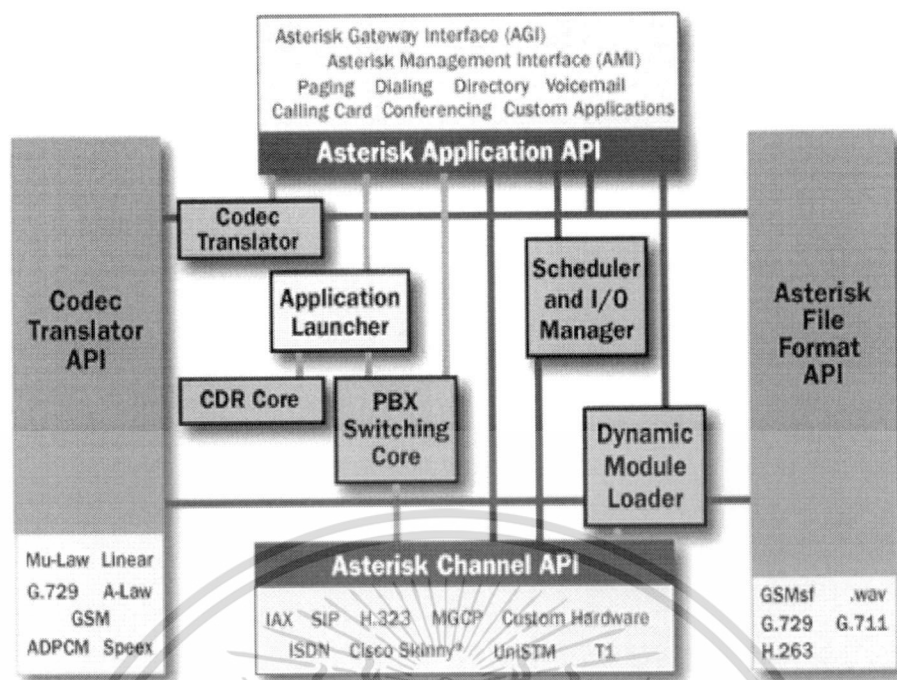 Asterisk Gateway Interface (AGI)
Asterisk Management Interface (AMI)
Paging Dialing Directory Voicemail
Calling Card Conferencing Custom Applications
Asterisk Application API
Codec
Translator
Codec
Translator
API
Application
Launcher
Scheduler
and I/O
Manager
Asterisk
File
Format
API
CDR Core
PBX
Switching
Core
Dynamic
Module
Loader
Mu-Law Linear
G.729 A-Law
GSM
ADPCM Speex
Asterisk Channel API
IAX SIP H.323 MGCP Custom Hardware
ISDN Cisco Skinny* UniSTM T1
GSMsf .wav
G.729 G.711
H.263